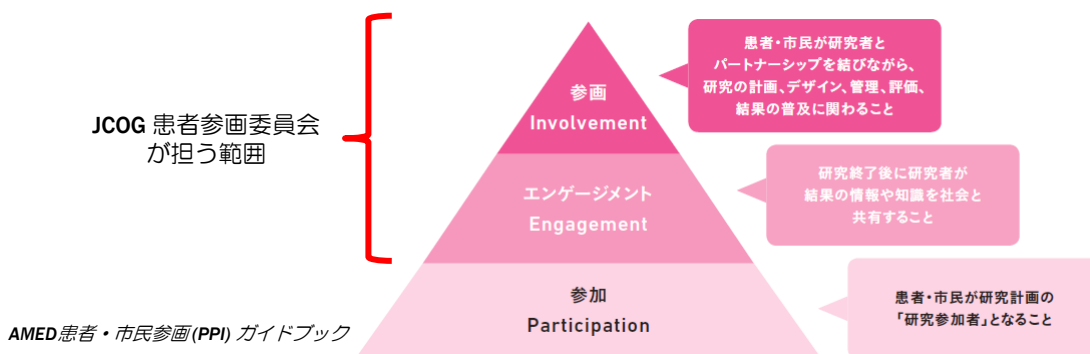 JCOG 患者参画委員会
が担う範囲
参画
Involvement
患者・市民が研究者と
パートナーシップを結びながら、
研究の計画、デザイン、管理、評価、
結果の普及に関わること
エンゲージメント
Engagement
研究終了後に研究者が
結果の情報や知識を社会と
共有すること
参加
Participation
患者・市民が研究計画の
「研究参加者」となること
AMED患者・市民参画(PPI) ガイドブック